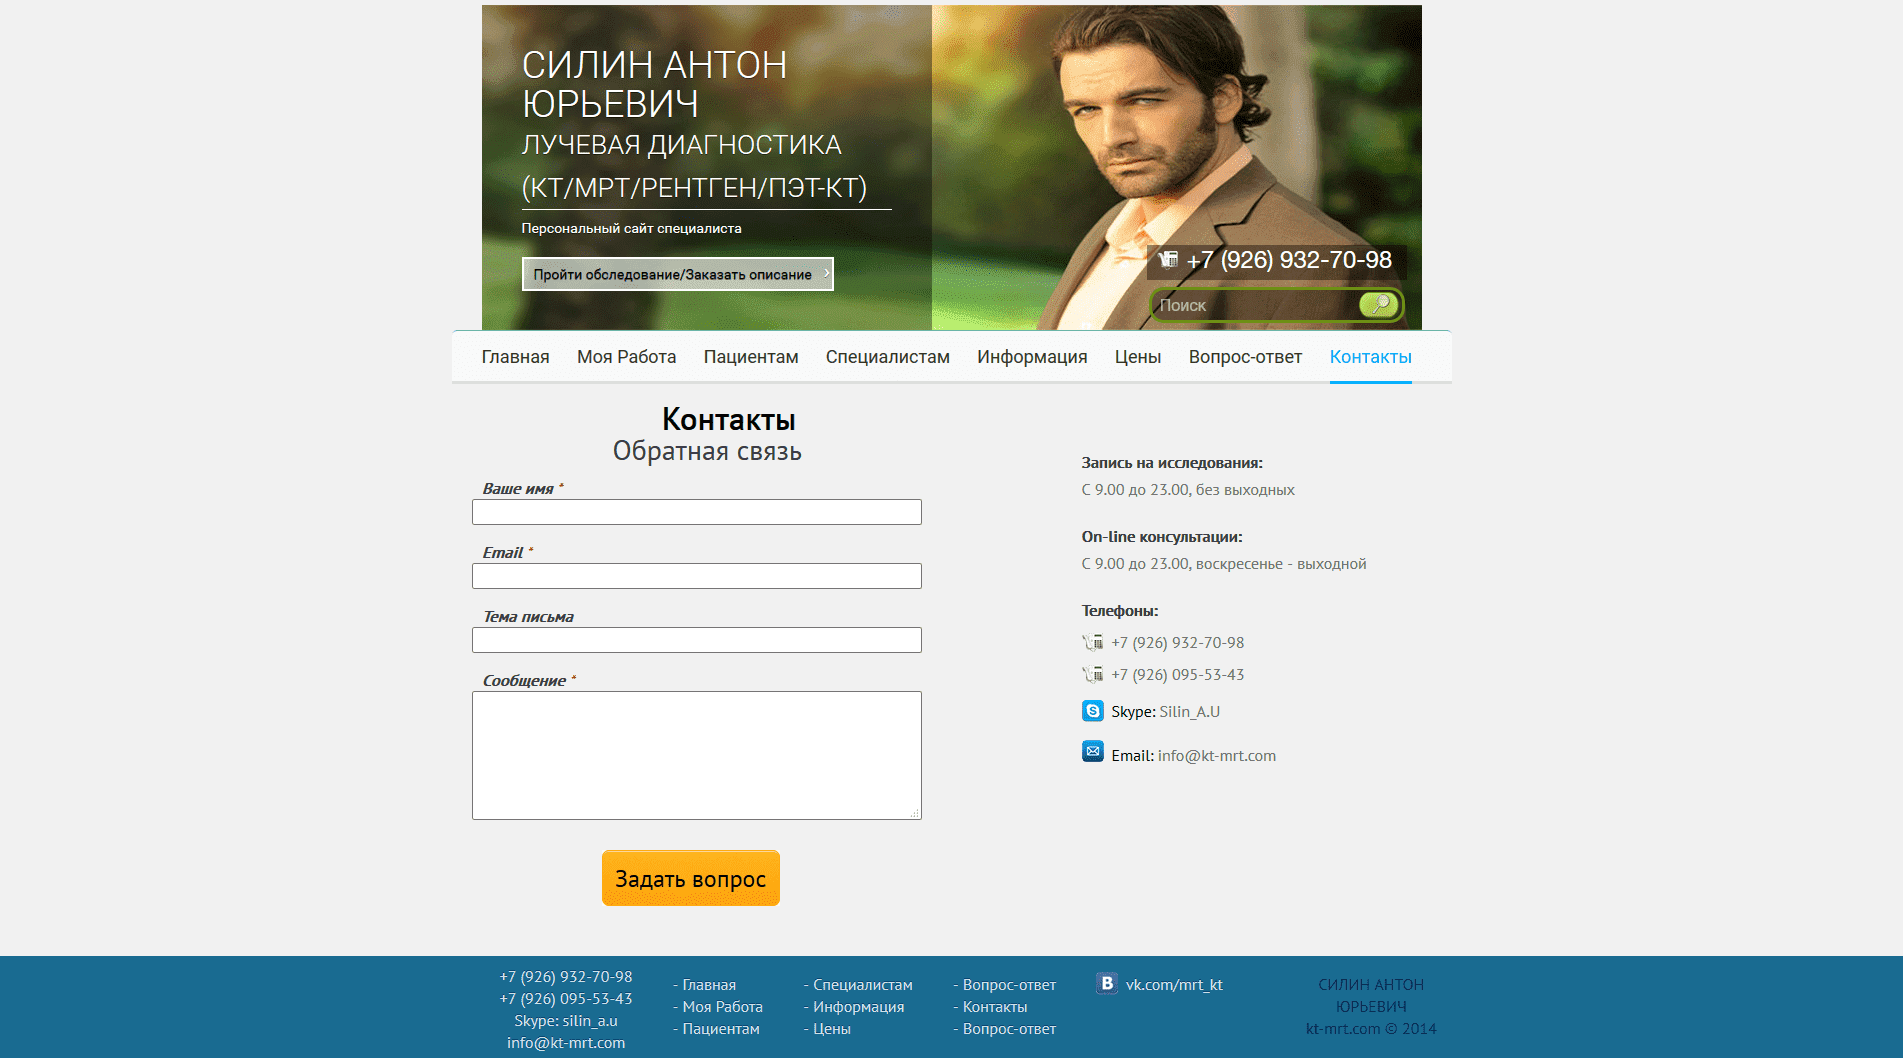 СИЛИН АНТОН
ЮРЬЕВИЧ
ЛУЧЕВАЯ ДИАГНОСТИКА
(КТ/МРТ/РЕНТГЕН/ПЭТ-КТ)
Персональный сайт специалиста
Пройти обследование/Заказать описание ›
+7 (926) 932-70-98
Поиск
Главная Моя Работа Пациентам Специалистам Информация Цены Вопрос-ответ Контакты
Контакты
Обратная связь
Ваше имя *
Email *
Тема письма
Сообщение *
Задать вопрос
Запись на исследования:
С 9.00 до 23.00, без выходных
On-line консультации:
С 9.00 до 23.00, воскресенье - выходной
Телефоны:
+7 (926) 932-70-98
+7 (926) 095-53-43
Skype: Silin_A.U
Email: info@kt-mrt.com
+7 (926) 932-70-98
+7 (926) 095-53-43
Skype: silin_a.u
info@kt-mrt.com
- Главная
- Моя Работа
- Пациентам
- Специалистам
- Информация
- Цены
- Вопрос-ответ
- Контакты
- Вопрос-ответ
В vk.com/mrt_kt
СИЛИН АНТОН
ЮРЬЕВИЧ
kt-mrt.com © 2014